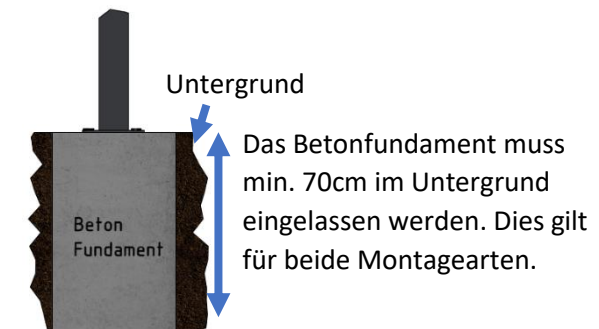 Untergrund
Das Betonfundament muss
min. 70cm im Untergrund
eingelassen werden. Dies gilt
für beide Montagearten.
Beton
Fundament